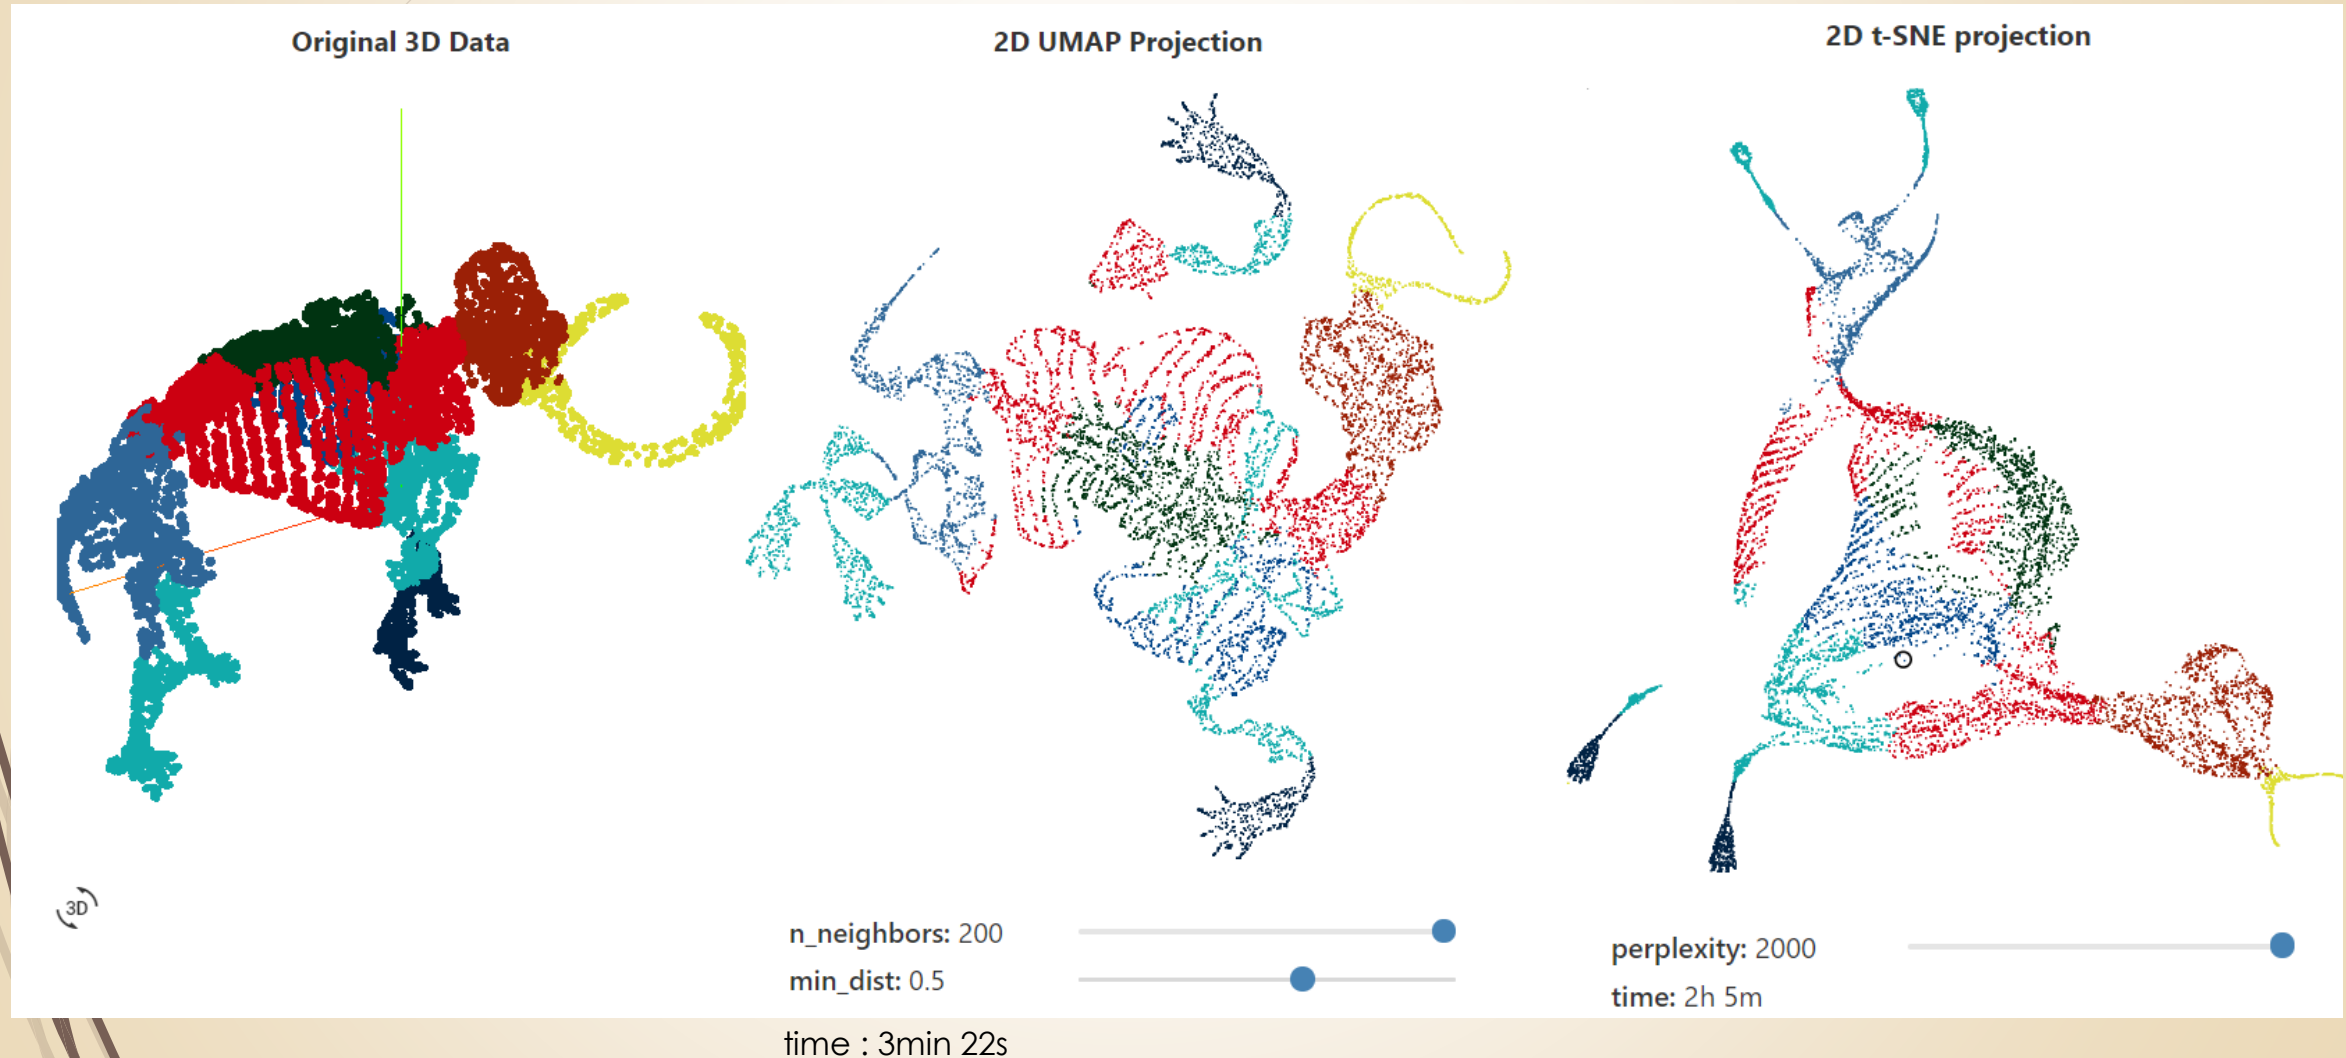 Original 3D Data
2D UMAP Projection
2D t-SNE projection
3D
n_neighbors: 200
min_dist: 0.5
time : 3min 22s
perplexity: 2000
time: 2h 5m